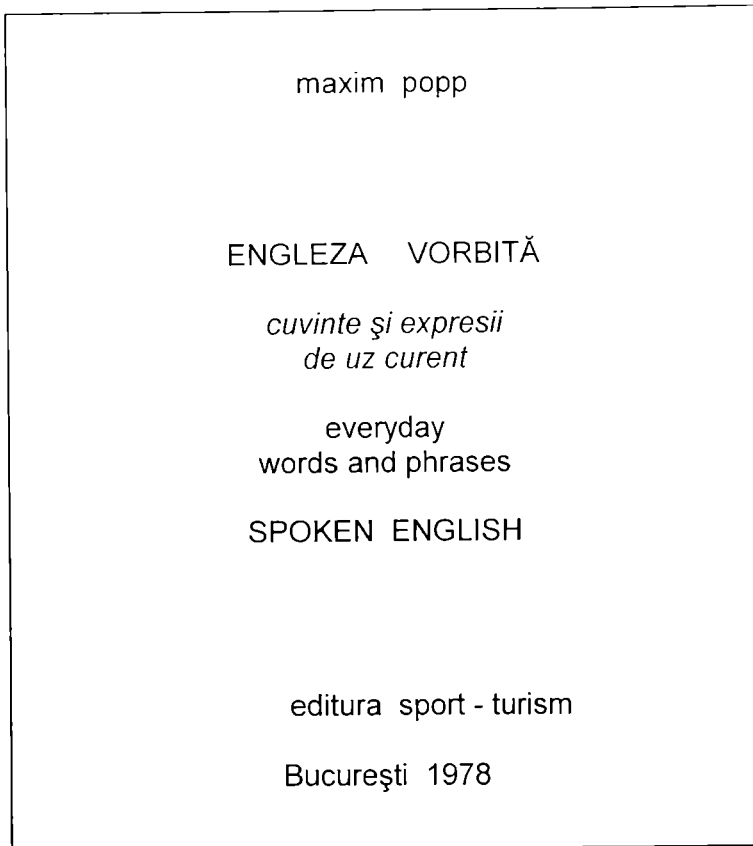 maxim popp
ENGLEZA VORBITĂ
cuvinte şi expresii
de uz curent
everyday
words and phrases
SPOKEN ENGLISH
editura sport - turism
Bucureşti 1978